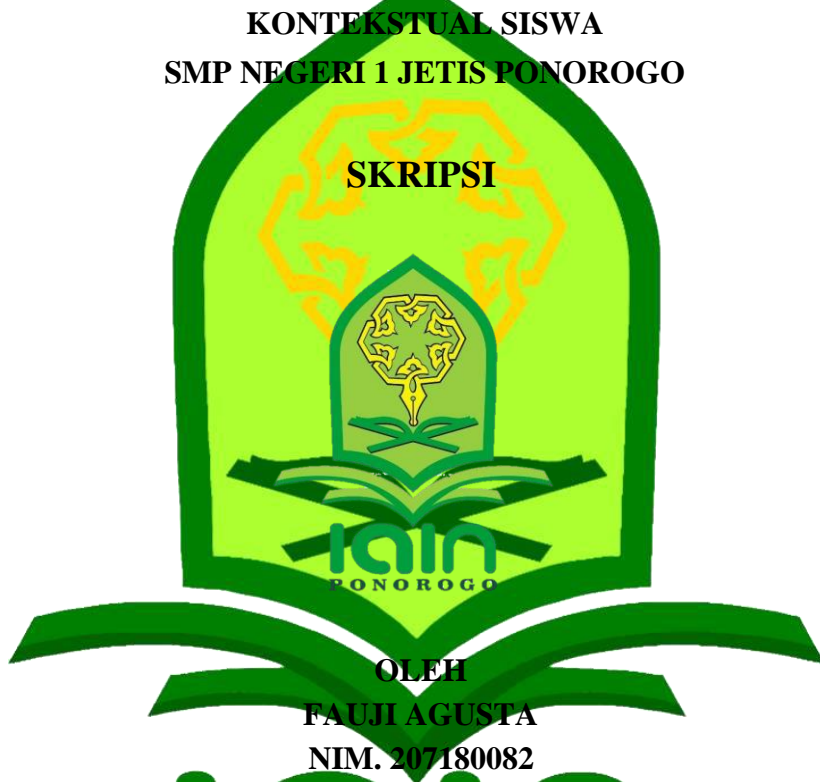 KONTEKSTUAL SISWA
SMP NEGERI 1 JETIS PONOROGO
SKRIPSI
iain
PONOROGO
OLEH
FAUJI AGUSTA
NIM. 207180082